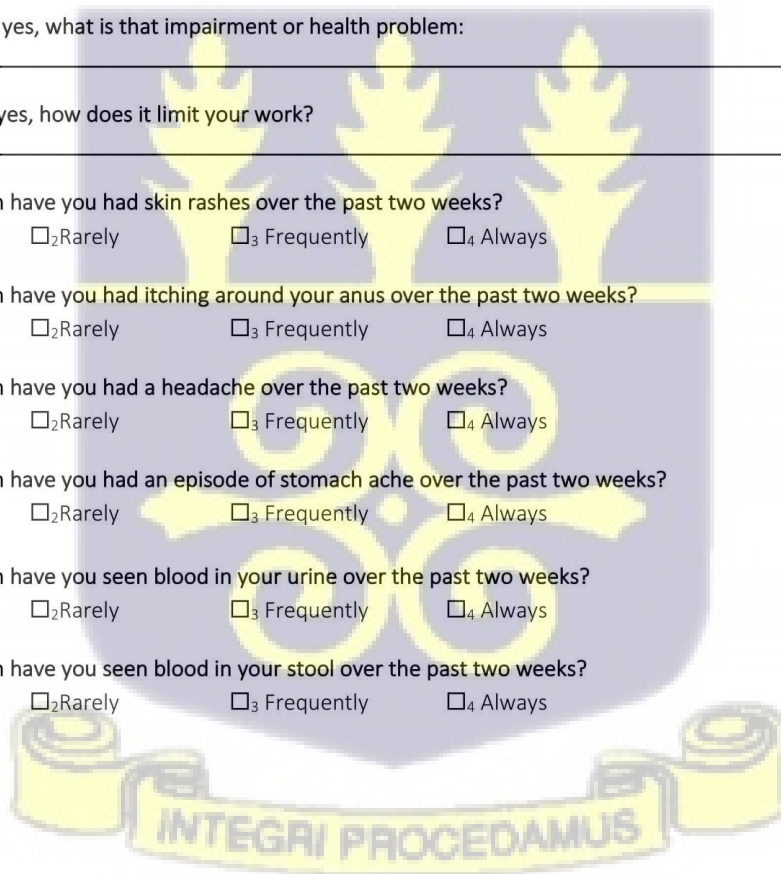 yes, what is that impairment or health problem:
yes, how does it limit your work?
n have you had skin rashes over the past two weeks?
☐2Rarely ☐3 Frequently ☐4 Always
n have you had itching around your anus over the past two weeks?
☐2Rarely ☐3 Frequently ☐4 Always
n have you had a headache over the past two weeks?
☐2Rarely ☐3 Frequently ☐4 Always
n have you had an episode of stomach ache over the past two weeks?
☐2Rarely ☐3 Frequently ☐4 Always
n have you seen blood in your urine over the past two weeks?
☐2Rarely ☐3 Frequently ☐4 Always
n have you seen blood in your stool over the past two weeks?
☐2Rarely ☐3 Frequently ☐4 Always
INTEGRI PROCEDAMUS